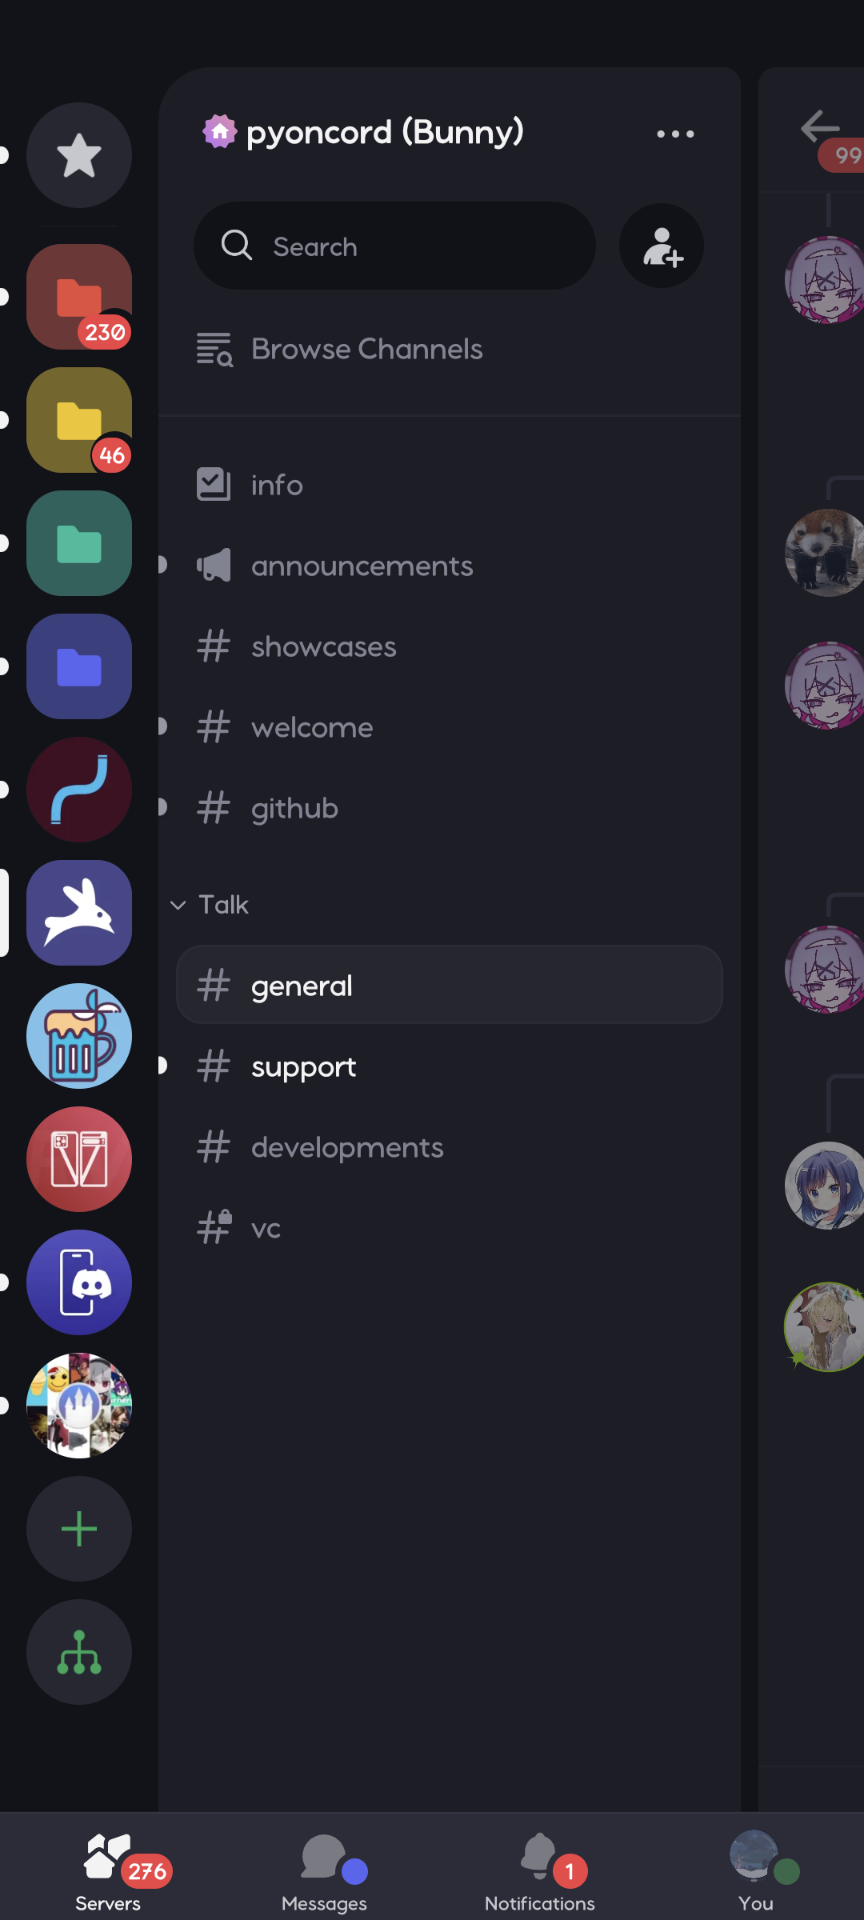 pyoncord (Bunny)
99
Search
Browse Channels
230
46
info
announcements
showcases
welcome
github
Talk
general
support
developments
vc
276
1
Servers
Messages
Notifications
You